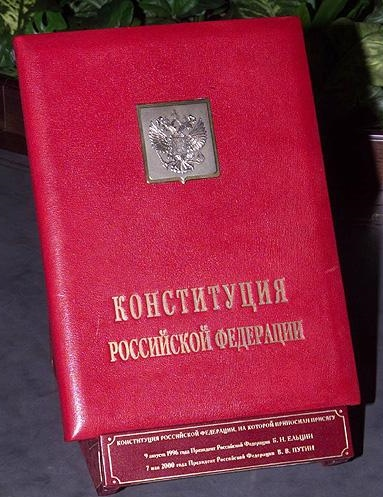 КОНСТИТУЦИЯ
РОССИЙСКОЙ ФЕДЕРАЦИИ
КОНСТИТУЦИЯ РОССИЙСКОЙ ФЕДЕРАЦИИ, НА КОТОРОЙ ПРИНОСИЛИ ПРИСЯГУ
9 августа 1996 года Президент Российской Федерации Б. Н. ЕЛЬЦИН
7 мая 2000 года Президент Российской Федерации В. В. ПУТИН